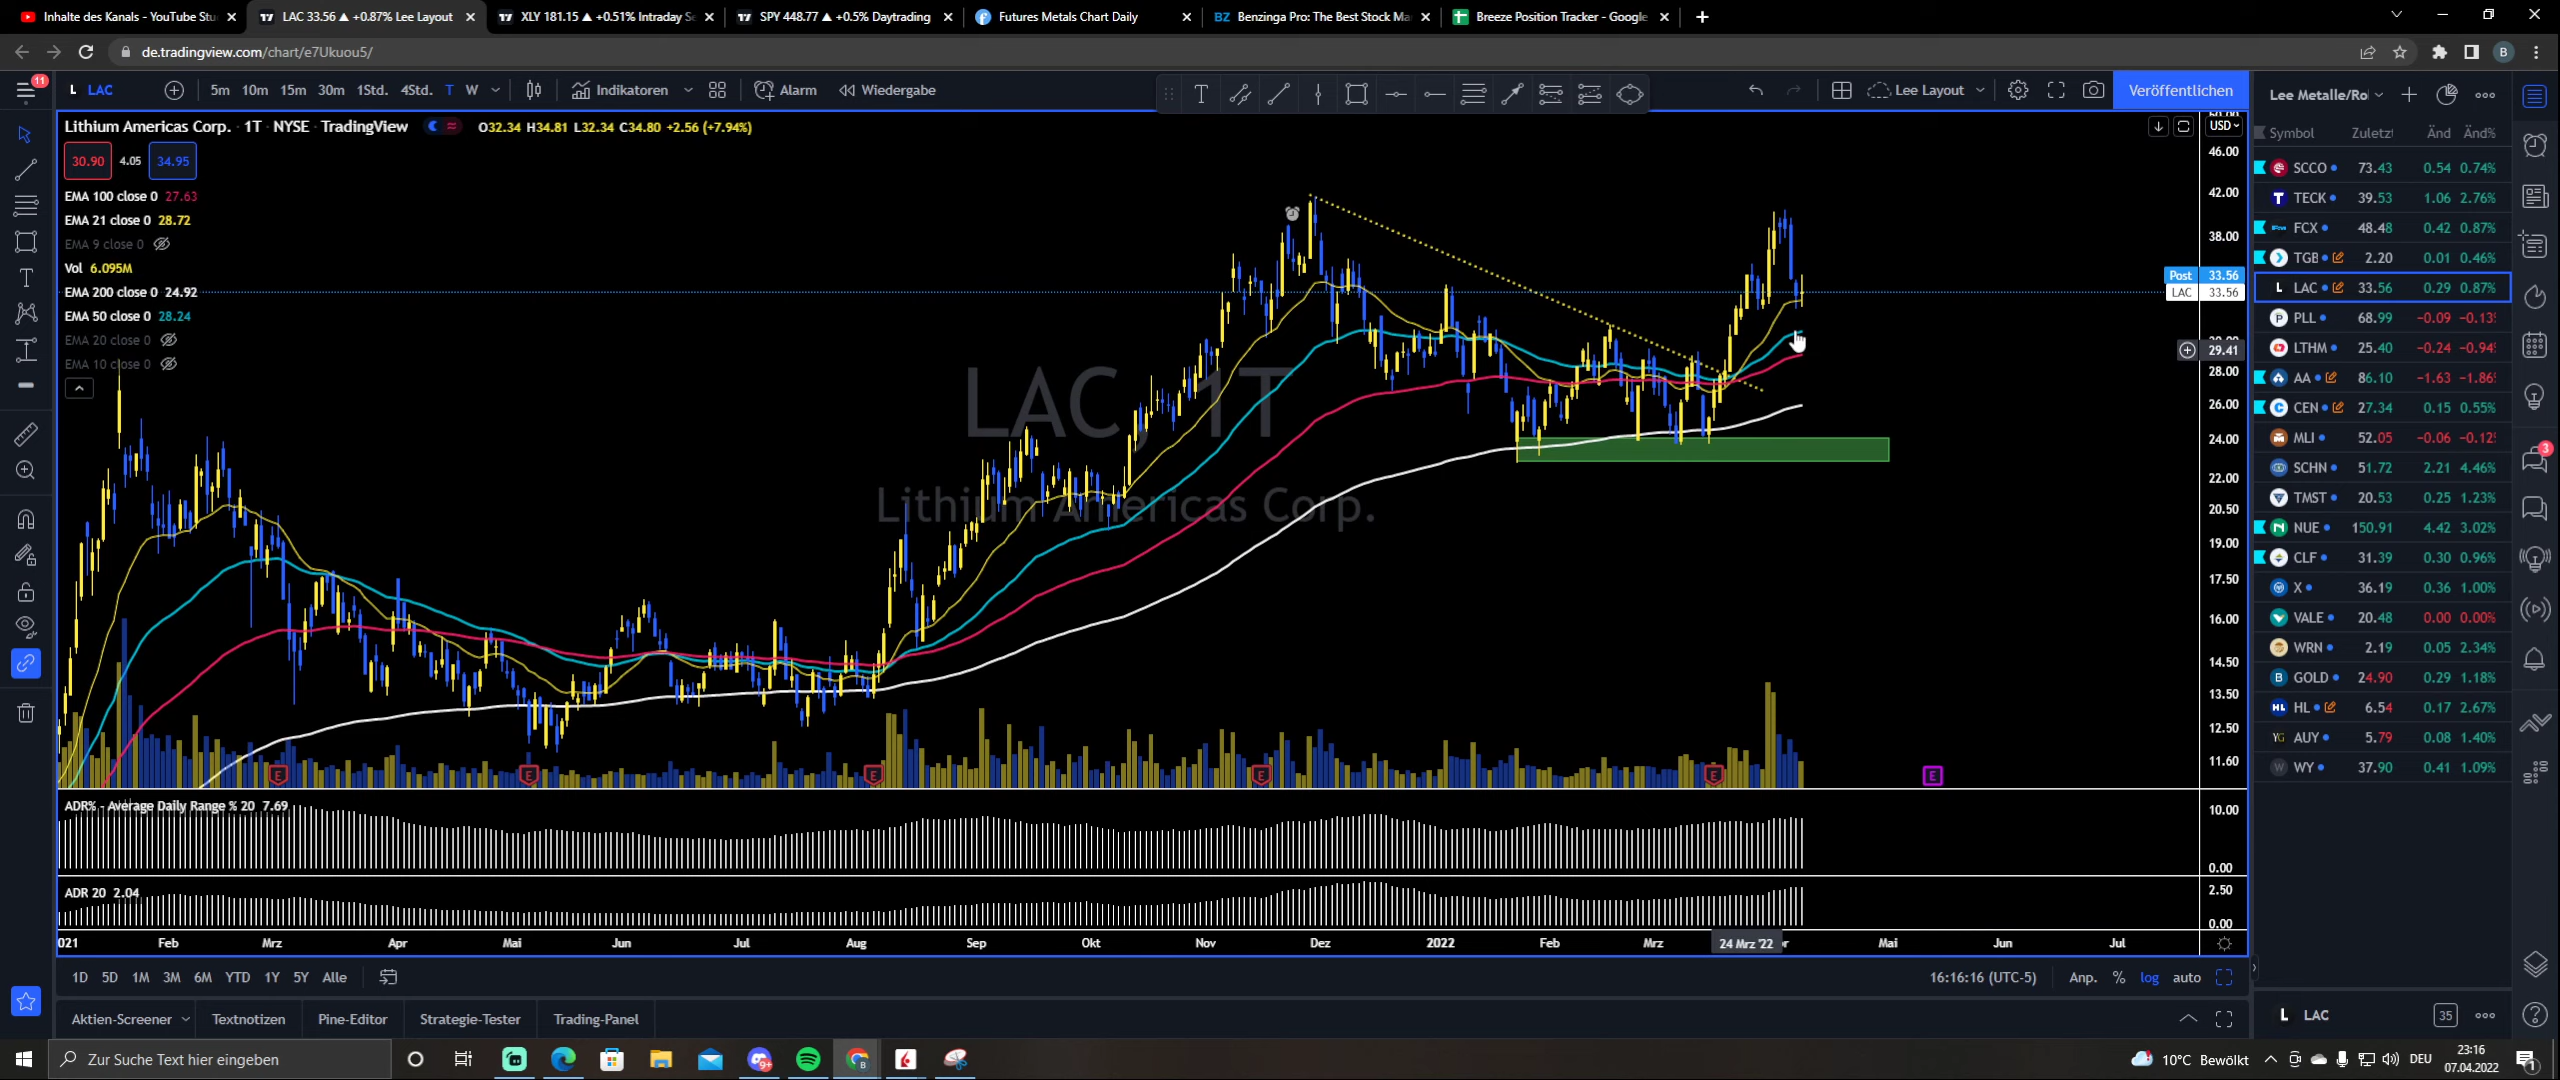 Inhalte des Kanals - YouTube Stu
LAC 33.56 ▲ +0.87% Lee Layout
XLY 181.15 ▲ +0.51% Intraday Se
SPY 448.77 ▲ +0.5% Daytrading
Futures Metals Chart Daily
BZ Benzinga Pro: The Best Stock Ma
Breeze Position Tracker - Google
de.tradingview.com/chart/e7Ukuou5/
B
11
L LAC
5m 10m 15m 30m 1Std. 4Std. T W
Indikatoren
Alarm
Wiedergabe
Lee Layout
Veröffentlichen
Lithium Americas Corp. · 1T · NYSE · TradingView
O32.34 H34.81 L32.34 C34.80 +2.56 (+7.94%)
30.90 4.05 34.95
EMA 100 close 0 27.63
EMA 21 close 0 28.72
EMA 9 close 0
Vol 6.095M
EMA 200 close 0 24.92
EMA 50 close 0 28.24
EMA 20 close 0
EMA 10 close 0
LAC, 1T
Lithium Americas Corp.
USD
46.00
42.00
38.00
Post 33.56
LAC 33.56
29.41
28.00
26.00
24.00
22.00
20.50
19.00
17.50
16.00
14.50
13.50
12.50
11.60
E E E E E E
ADR% - Average Daily Range % 20 7.69
10.00
0.00
ADR 20 2.04
2.50
0.00
021 Feb Mrz Apr Mai Jun Jul Aug Sep Okt Nov Dez 2022 Feb Mrz 24 Mrz '22 Mai Jun Jul
1D 5D 1M 3M 6M YTD 1Y 5Y Alle
16:16:16 (UTC-5) Anp. % log auto
Aktien-Screener Textnotizen Pine-Editor Strategie-Tester Trading-Panel
Lee Metalle/Ro
Symbol Zuletzt Änd Änd%
SCCO 73.43 0.54 0.74%
TECK 39.53 1.06 2.76%
FCX 48.48 0.42 0.87%
TGB 2.20 0.01 0.46%
L LAC 33.56 0.29 0.87%
PLL 68.99 −0.09 −0.13
LTHM 25.40 −0.24 −0.94
AA 86.10 −1.63 −1.86
CEN 27.34 0.15 0.55%
MLI 52.05 −0.06 −0.12
SCHN 51.72 2.21 4.46%
TMST 20.53 0.25 1.23%
NUE 150.91 4.42 3.02%
CLF 31.39 0.30 0.96%
X 36.19 0.36 1.00%
VALE 20.48 0.00 0.00%
WRN 2.19 0.05 2.34%
B GOLD 24.90 0.29 1.18%
HL HL 6.54 0.17 2.67%
YG AUY 5.79 0.08 1.40%
W WY 37.90 0.41 1.09%
L LAC
35
3
Zur Suche Text hier eingeben
9+
10°C Bewölkt
DEU
23:16
07.04.2022
1